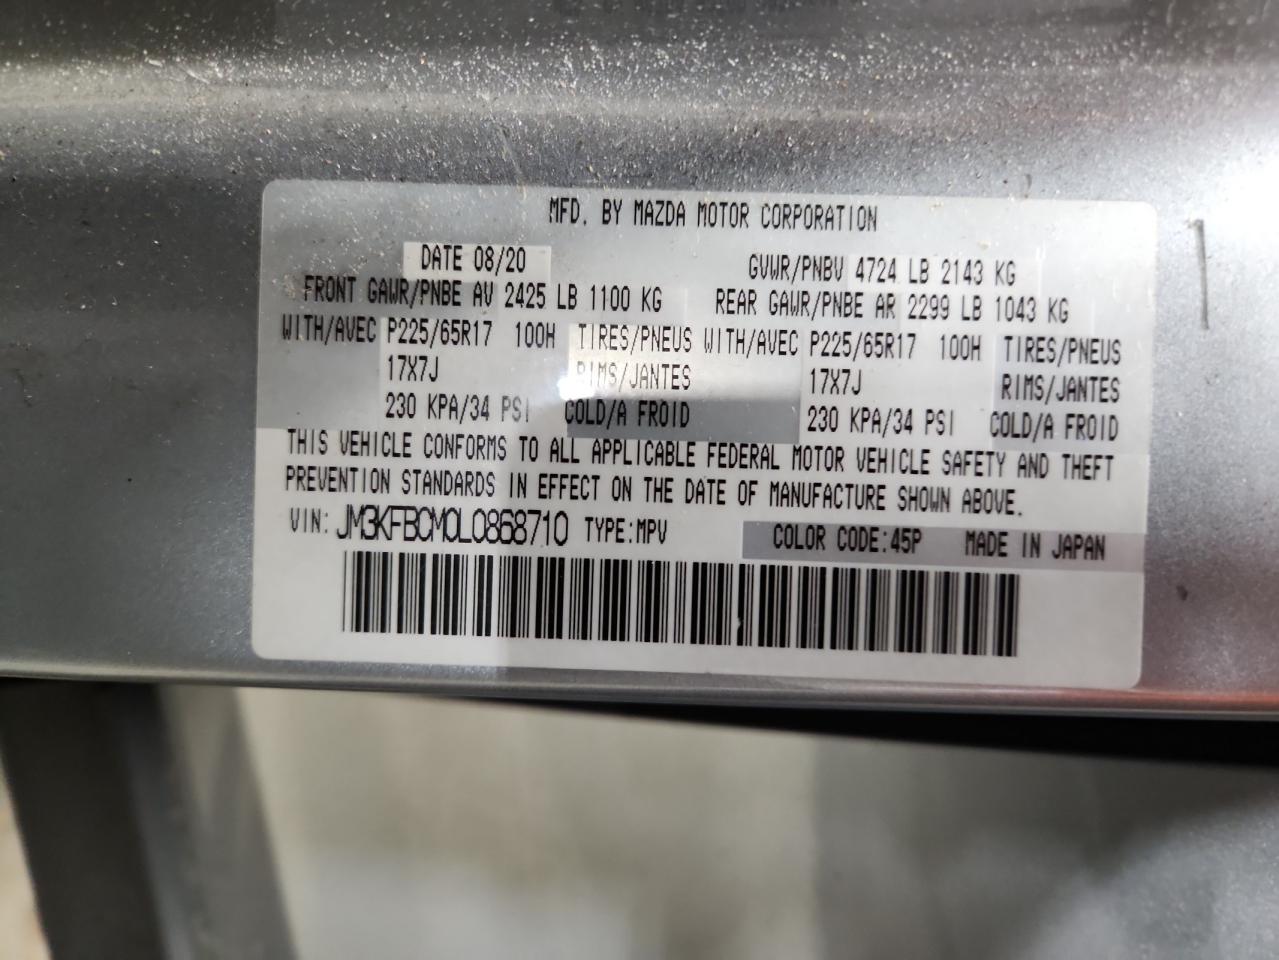 MFD. BY MAZDA MOTOR CORPORATION
DATE 08/20 GVWR/PNBV 4724 LB 2143 KG
FRONT GAWR/PNBE AV 2425 LB 1100 KG REAR GAWR/PNBE AR 2299 LB 1043 KG
WITH/AVEC P225/65R17 100H TIRES/PNEUS WITH/AVEC P225/65R17 100H TIRES/PNEUS
17X7J RIMS/JANTES 17X7J RIMS/JANTES
230 KPA/34 PSI COLD/A FROID 230 KPA/34 PSI COLD/A FROID
THIS VEHICLE CONFORMS TO ALL APPLICABLE FEDERAL MOTOR VEHICLE SAFETY AND THEFT
PREVENTION STANDARDS IN EFFECT ON THE DATE OF MANUFACTURE SHOWN ABOVE.
VIN: JM3KFBCM0L0868710 TYPE:MPV COLOR CODE:45P MADE IN JAPAN